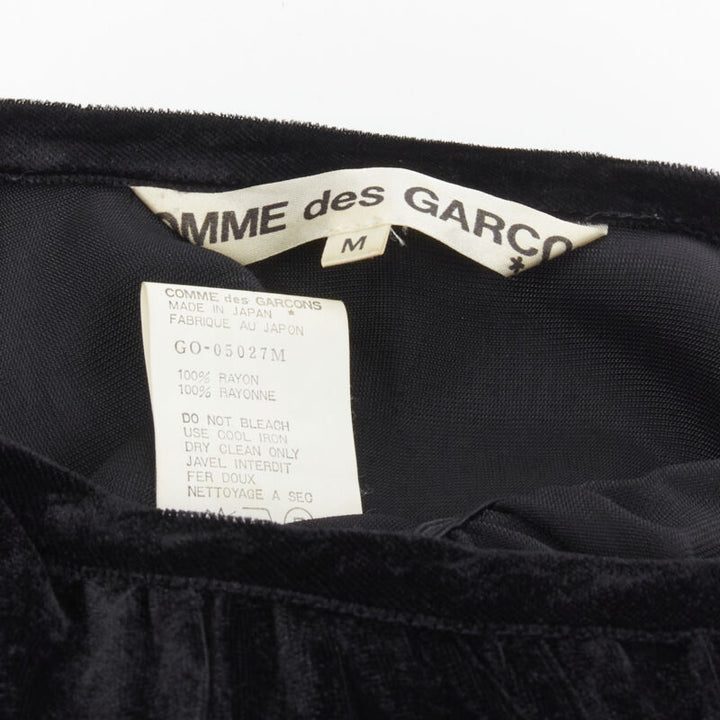 OMME des GARCO
*
M
COMME des GARCONS
MADE IN JAPAN *
FABRIQUE AU JAPON
GO-05027M
100% RAYON
100% RAYONNE
DO NOT BLEACH
USE COOL IRON
DRY CLEAN ONLY
JAVEL INTERDIT
FER DOUX
NETTOYAGE A SEC